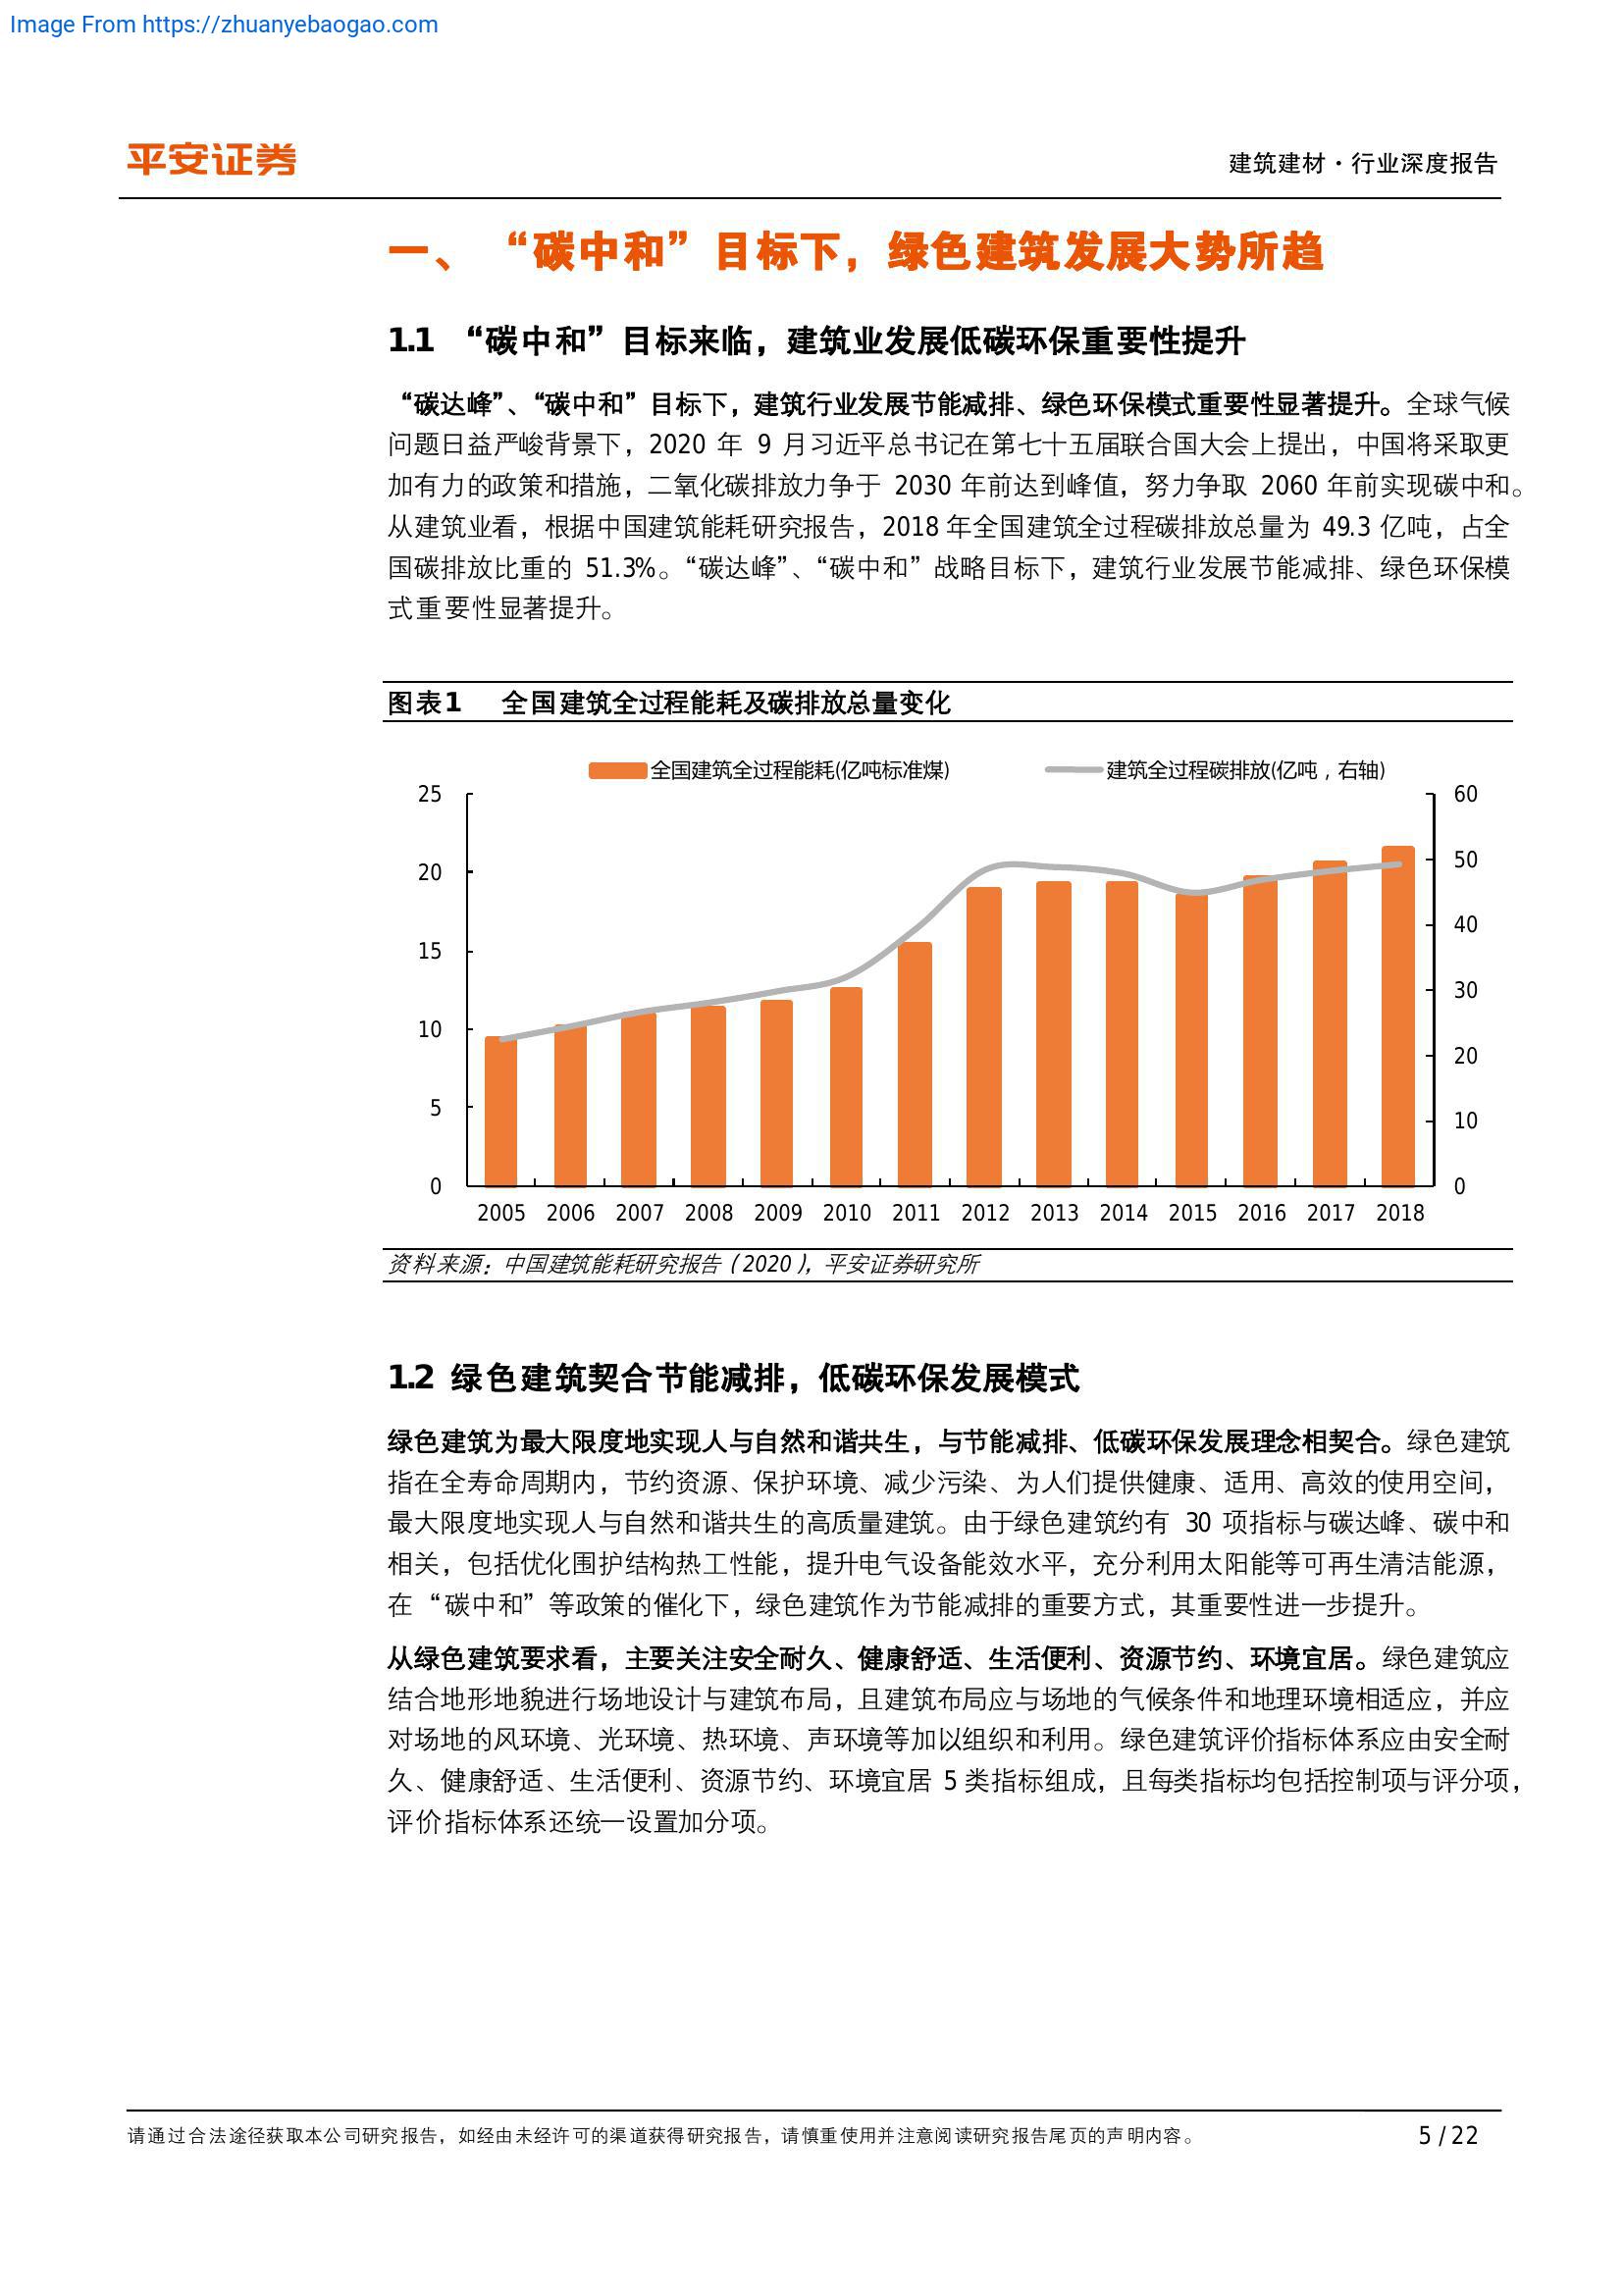 Image From https://zhuanyebaogao.com
平安证券
建筑建材·行业深度报告
一、 “碳中和”目标下，绿色建筑发展大势所趋
1.1 “碳中和”目标来临，建筑业发展低碳环保重要性提升
“碳达峰”、“碳中和”目标下，建筑行业发展节能减排、绿色环保模式重要性显著提升。全球气候
问题日益严峻背景下，2020 年 9 月习近平总书记在第七十五届联合国大会上提出，中国将采取更
加有力的政策和措施，二氧化碳排放力争于 2030 年前达到峰值，努力争取 2060 年前实现碳中和。
从建筑业看，根据中国建筑能耗研究报告，2018 年全国建筑全过程碳排放总量为 49.3 亿吨，占全
国碳排放比重的 51.3%。“碳达峰”、“碳中和”战略目标下，建筑行业发展节能减排、绿色环保模
式重要性显著提升。
图表1 全国建筑全过程能耗及碳排放总量变化
全国建筑全过程能耗(亿吨标准煤) 建筑全过程碳排放(亿吨，右轴)
25 60
20 50
15 40
10 30
5 20
0 10
0
2005 2006 2007 2008 2009 2010 2011 2012 2013 2014 2015 2016 2017 2018
资料来源：中国建筑能耗研究报告（2020），平安证券研究所
1.2 绿色建筑契合节能减排，低碳环保发展模式
绿色建筑为最大限度地实现人与自然和谐共生，与节能减排、低碳环保发展理念相契合。绿色建筑
指在全寿命周期内，节约资源、保护环境、减少污染、为人们提供健康、适用、高效的使用空间，
最大限度地实现人与自然和谐共生的高质量建筑。由于绿色建筑约有 30 项指标与碳达峰、碳中和
相关，包括优化围护结构热工性能，提升电气设备能效水平，充分利用太阳能等可再生清洁能源，
在“碳中和”等政策的催化下，绿色建筑作为节能减排的重要方式，其重要性进一步提升。
从绿色建筑要求看，主要关注安全耐久、健康舒适、生活便利、资源节约、环境宜居。绿色建筑应
结合地形地貌进行场地设计与建筑布局，且建筑布局应与场地的气候条件和地理环境相适应，并应
对场地的风环境、光环境、热环境、声环境等加以组织和利用。绿色建筑评价指标体系应由安全耐
久、健康舒适、生活便利、资源节约、环境宜居 5 类指标组成，且每类指标均包括控制项与评分项，
评价指标体系还统一设置加分项。
请通过合法途径获取本公司研究报告，如经由未经许可的渠道获得研究报告，请慎重使用并注意阅读研究报告尾页的声明内容。 5 / 22